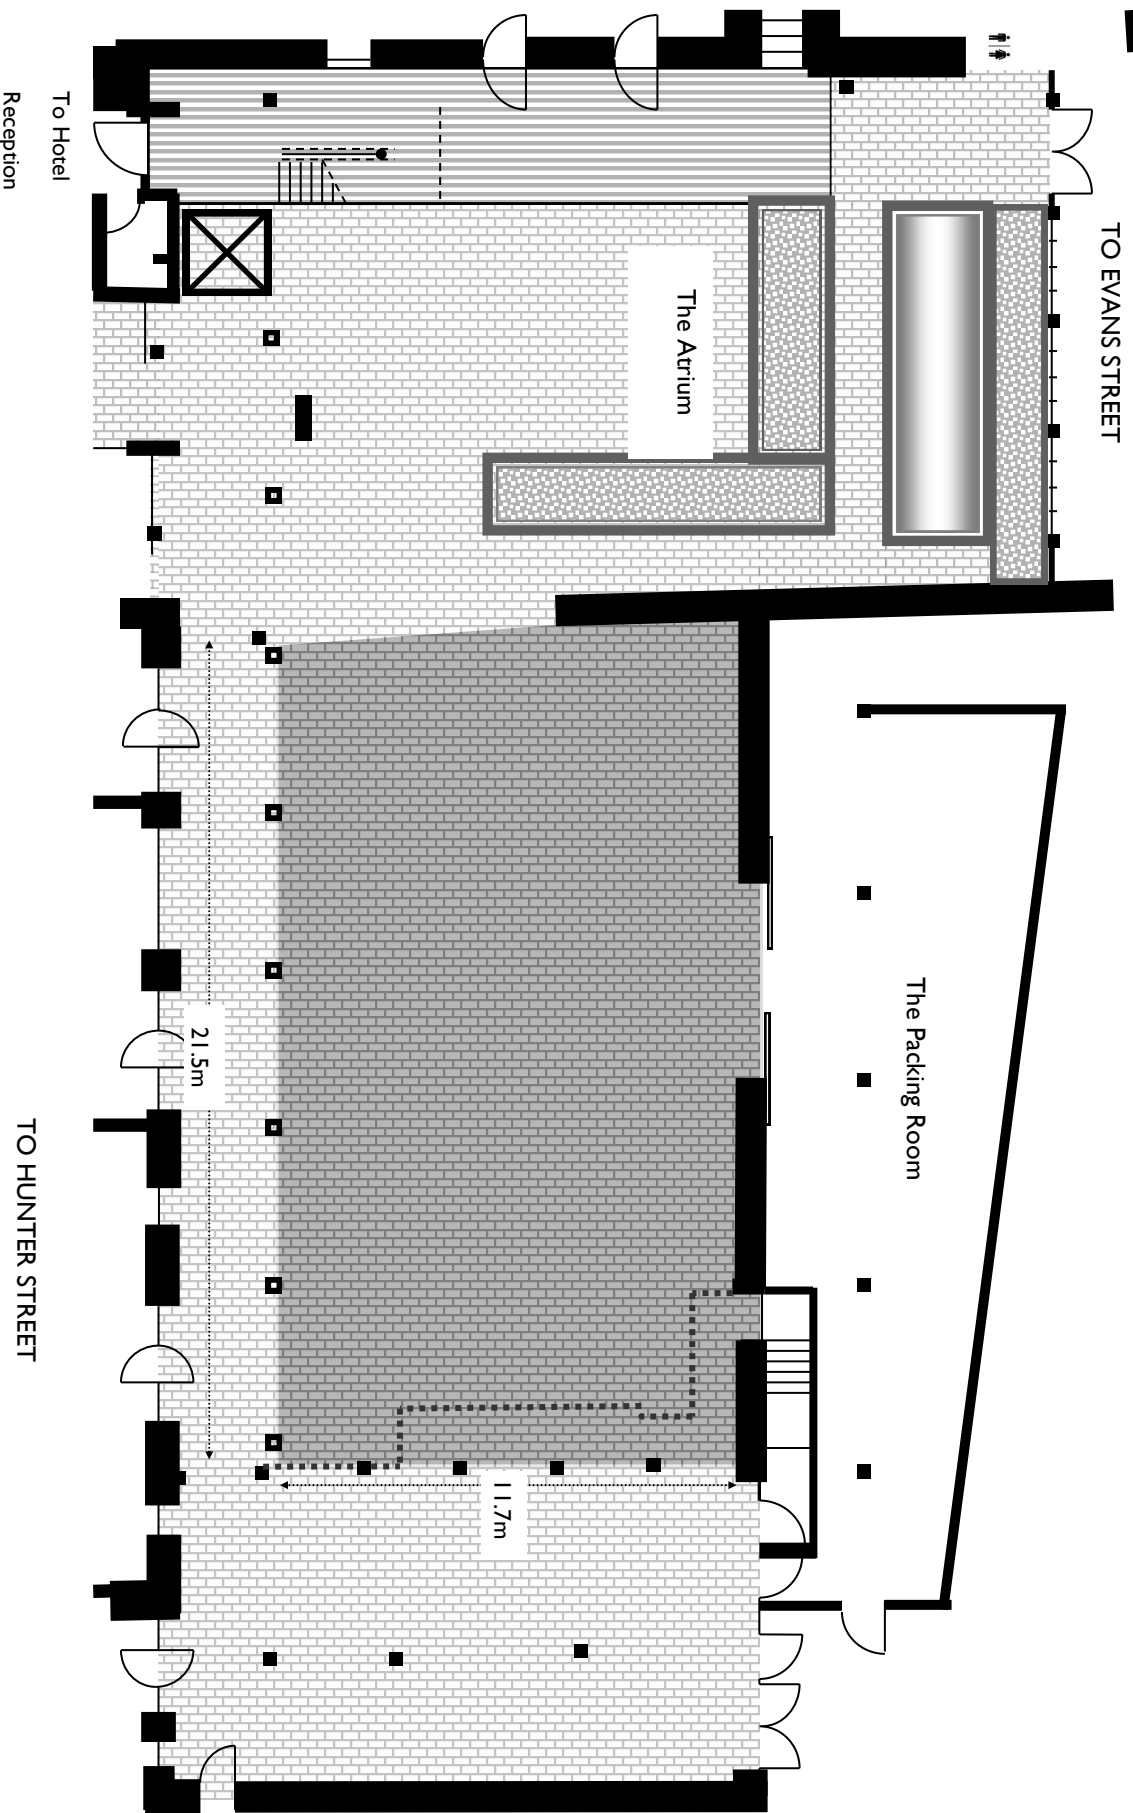 To Hotel
Reception
TO EVANS STREET
The Atrium
The Packing Room
21.5m
11.7m
TO HUNTER STREET